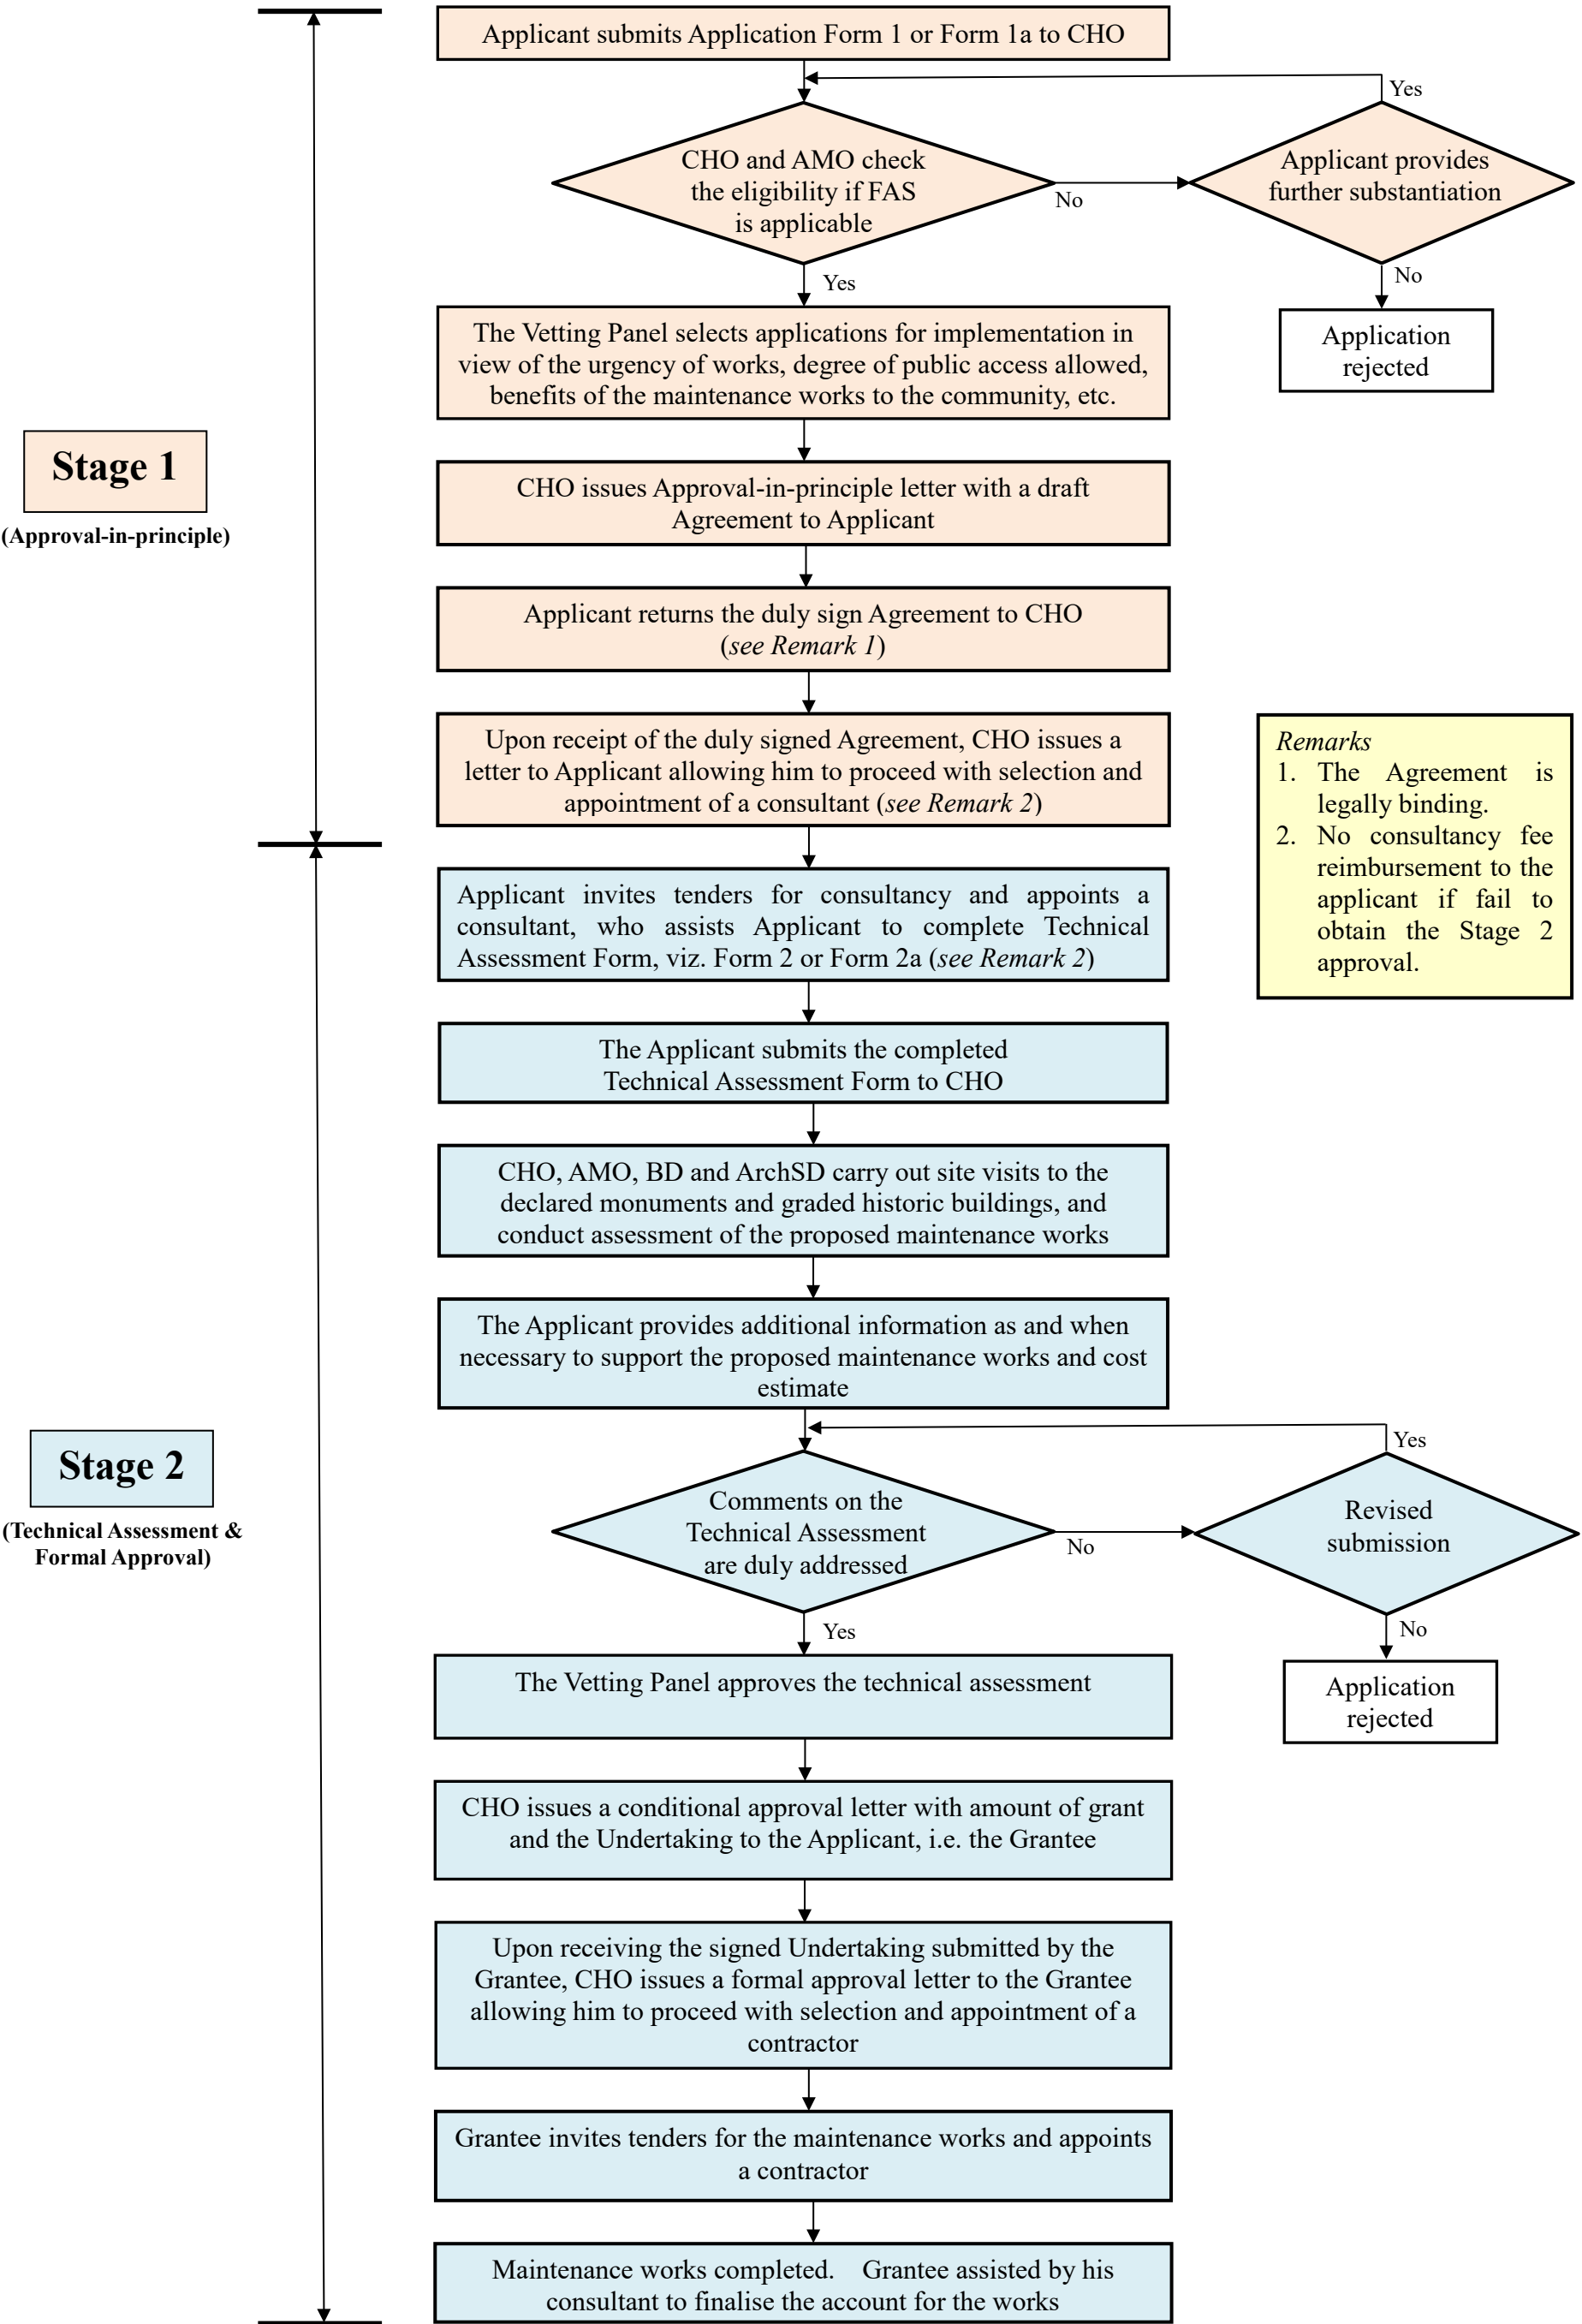 Applicant submits Application Form 1 or Form 1a to CHO
Yes
CHO and AMO check
the eligibility if FAS
is applicable
No
Applicant provides
further substantiation
Yes
No
The Vetting Panel selects applications for implementation in
view of the urgency of works, degree of public access allowed,
benefits of the maintenance works to the community, etc.
Application
rejected
Stage 1
(Approval-in-principle)
CHO issues Approval-in-principle letter with a draft
Agreement to Applicant
Applicant returns the duly sign Agreement to CHO
(see Remark 1)
Upon receipt of the duly signed Agreement, CHO issues a
letter to Applicant allowing him to proceed with selection and
appointment of a consultant (see Remark 2)
Remarks
1. The Agreement is
legally binding.
2. No consultancy fee
reimbursement to the
applicant if fail to
obtain the Stage 2
approval.
Applicant invites tenders for consultancy and appoints a
consultant, who assists Applicant to complete Technical
Assessment Form, viz. Form 2 or Form 2a (see Remark 2)
The Applicant submits the completed
Technical Assessment Form to CHO
CHO, AMO, BD and ArchSD carry out site visits to the
declared monuments and graded historic buildings, and
conduct assessment of the proposed maintenance works
The Applicant provides additional information as and when
necessary to support the proposed maintenance works and cost
estimate
Stage 2
(Technical Assessment &
Formal Approval)
Yes
Comments on the
Technical Assessment
are duly addressed
No
Revised
submission
Yes
No
The Vetting Panel approves the technical assessment
Application
rejected
CHO issues a conditional approval letter with amount of grant
and the Undertaking to the Applicant, i.e. the Grantee
Upon receiving the signed Undertaking submitted by the
Grantee, CHO issues a formal approval letter to the Grantee
allowing him to proceed with selection and appointment of a
contractor
Grantee invites tenders for the maintenance works and appoints
a contractor
Maintenance works completed. Grantee assisted by his
consultant to finalise the account for the works